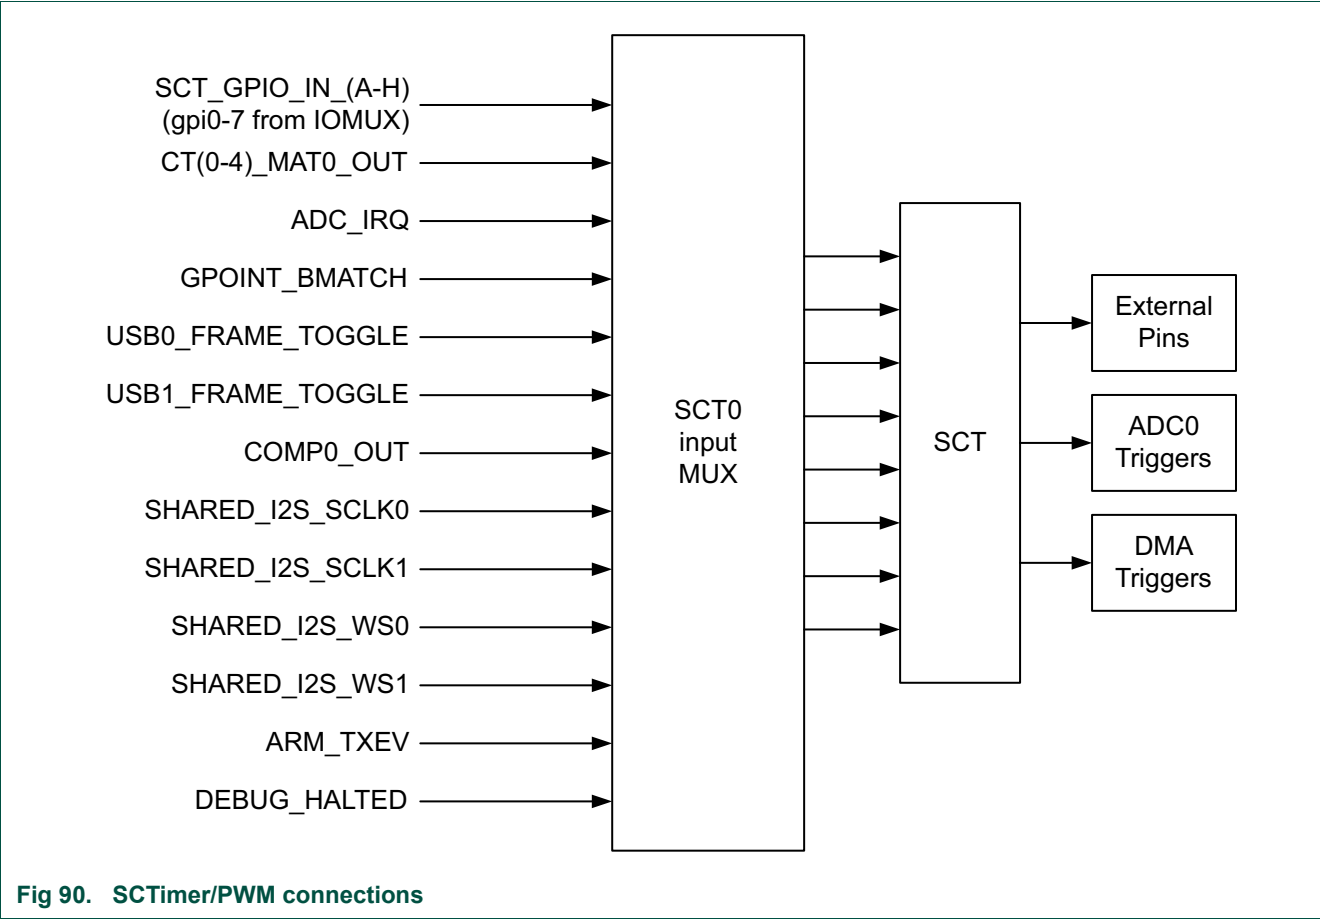 SCT_GPIO_IN_(A-H)
(gpi0-7 from IOMUX)
CT(0-4)_MAT0_OUT
ADC_IRQ
GPOINT_BMATCH
USB0_FRAME_TOGGLE
USB1_FRAME_TOGGLE
COMP0_OUT
SHARED_I2S_SCLK0
SHARED_I2S_SCLK1
SHARED_I2S_WS0
SHARED_I2S_WS1
ARM_TXEV
DEBUG_HALTED
SCT0
input
MUX
SCT
External
Pins
ADC0
Triggers
DMA
Triggers
Fig 90. SCTimer/PWM connections